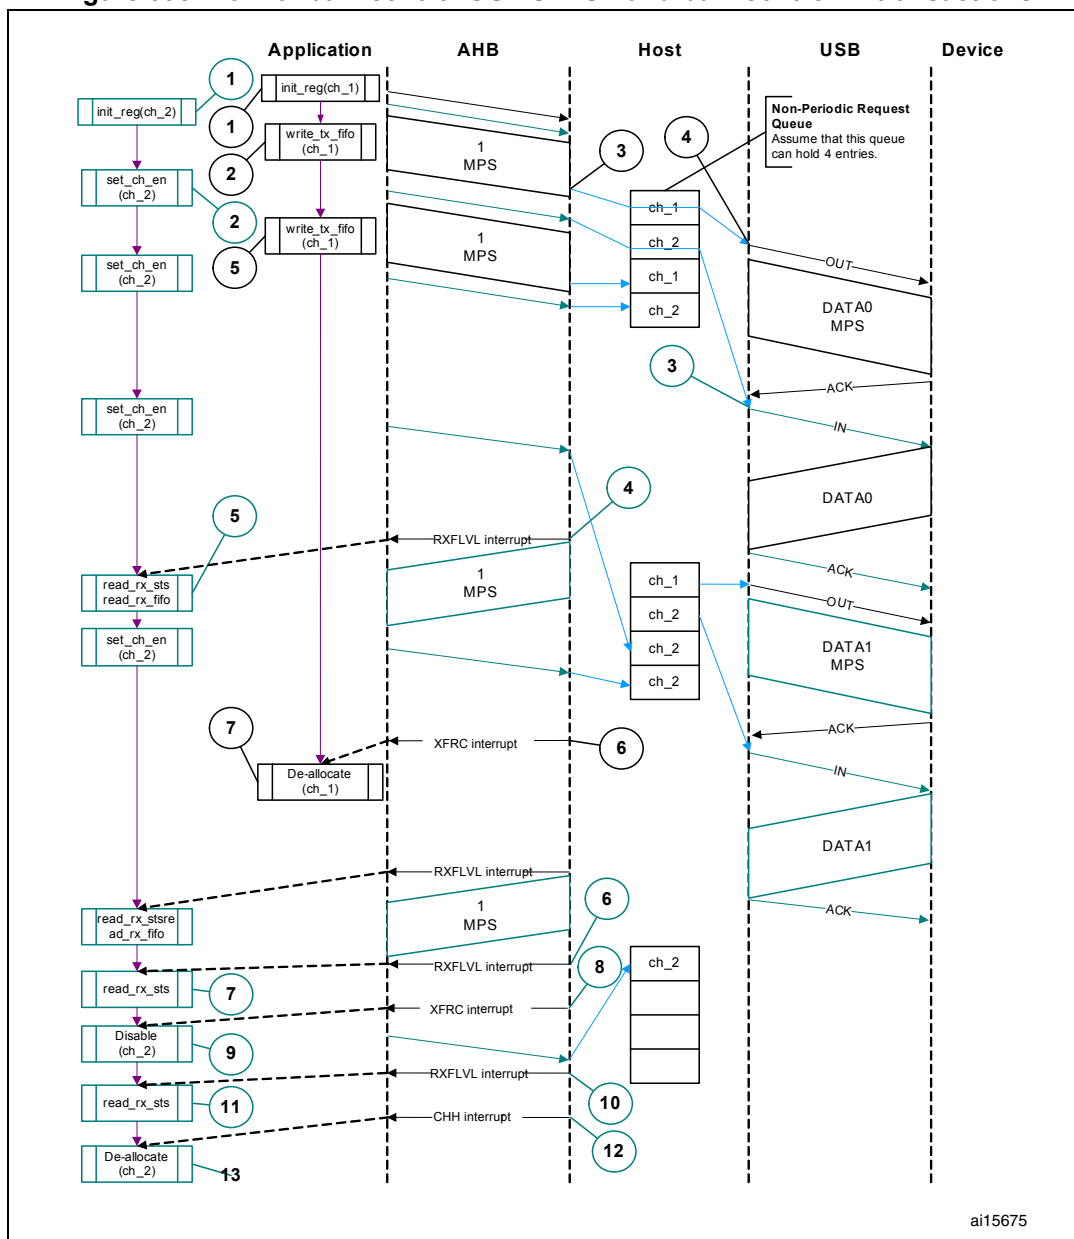 Application AHB Host USB Device
1
init_reg(ch_1)
init_reg(ch_2)
1
Non-Periodic Request
Queue
Assume that this queue
can hold 4 entries.
write_tx_fifo
(ch_1)
2
1
MPS
3
4
set_ch_en
(ch_2)
2
ch_1
ch_2
ch_1
ch_2
write_tx_fifo
(ch_1)
5
1
MPS
set_ch_en
(ch_2)
OUT
DATA0
MPS
3
ACK
set_ch_en
(ch_2)
IN
4
DATA0
5
RXFLVL interrupt
read_rx_sts
read_rx_fifo
1
MPS
ch_1
ch_2
ch_2
ch_2
ACK
OUT
set_ch_en
(ch_2)
DATA1
MPS
7
XFRC interrupt
6
ACK
De-allocate
(ch_1)
IN
DATA1
RXFLVL interrupt
read_rx_stsre
ad_rx_fifo
1
MPS
6
ACK
RXFLVL interrupt
8
ch_2
read_rx_sts
7
XFRC interrupt
Disable
(ch_2)
9
RXFLVL interrupt
10
read_rx_sts
11
CHH interrupt
12
De-allocate
(ch_2)
13
ai15675